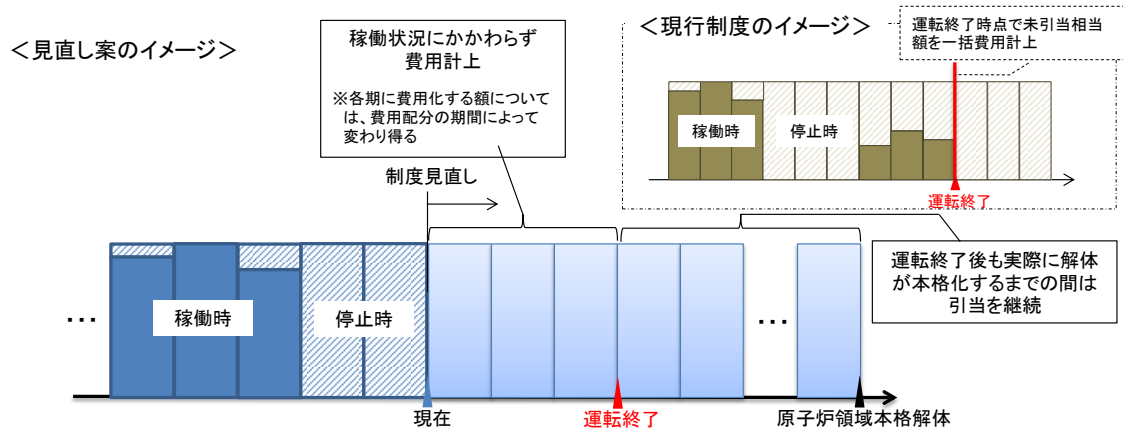 ＜見直し案のイメージ＞
稼働状況にかかわらず
費用計上
※各期に費用化する額について
は、費用配分の期間によって
変わり得る
制度見直し
＜現行制度のイメージ＞
運転終了時点で未引当相当
額を一括費用計上
稼働時
停止時
運転終了
運転終了後も実際に解体
が本格化するまでの間は
引当を継続
･･･
稼働時
停止時
･･･
現在
運転終了
原子炉領域本格解体